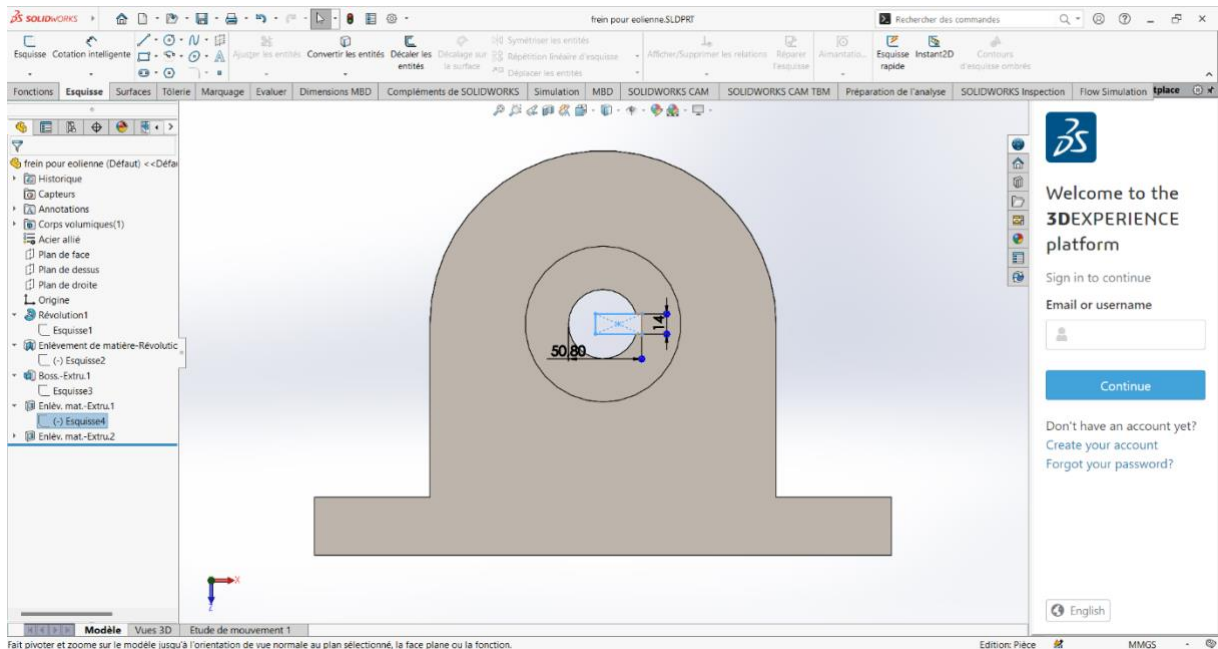 SOLIDWORKS
frein pour eolienne.SLDPRT
Rechercher des commandes
Esquisse Cotation intelligente
Ajuger les entités Convertir les entités Décaler les entités Décalage sur la surface
Symétriser les entités
Répétition linéaire d'esquisse
Déplacer les entités
Afficher/Supprimer les relations Réparer l'esquisse Aimantatio... Esquisse rapide Instant2D Contours d'esquisse ombrés
Fonctions Esquisse Surfaces Tôlerie Marquage Evaluer Dimensions MBD Compléments de SOLIDWORKS Simulation MBD SOLIDWORKS CAM SOLIDWORKS CAM TBM Préparation de l'analyse SOLIDWORKS Inspection Flow Simulation tplace
frein pour eolienne (Défaut) <<Défa
Historique
Capteurs
Annotations
Corps volumiques(1)
Acier allié
Plan de face
Plan de dessus
Plan de droite
Origine
Révolution1
Esquisse1
Enlèvement de matière-Révolutic
(-) Esquisse2
Boss.-Extru.1
Esquisse3
Enlèv. mat.-Extru.1
(-) Esquisse4
Enlèv. mat.-Extru.2
14
50,80
X
Z
3DS
Welcome to the
3DEXPERIENCE
platform
Sign in to continue
Email or username
Continue
Don't have an account yet?
Create your account
Forgot your password?
English
Modèle Vues 3D Etude de mouvement 1
Fait pivoter et zoome sur le modèle jusqu'à l'orientation de vue normale au plan sélectionné, la face plane ou la fonction.
Edition: Pièce MMGS